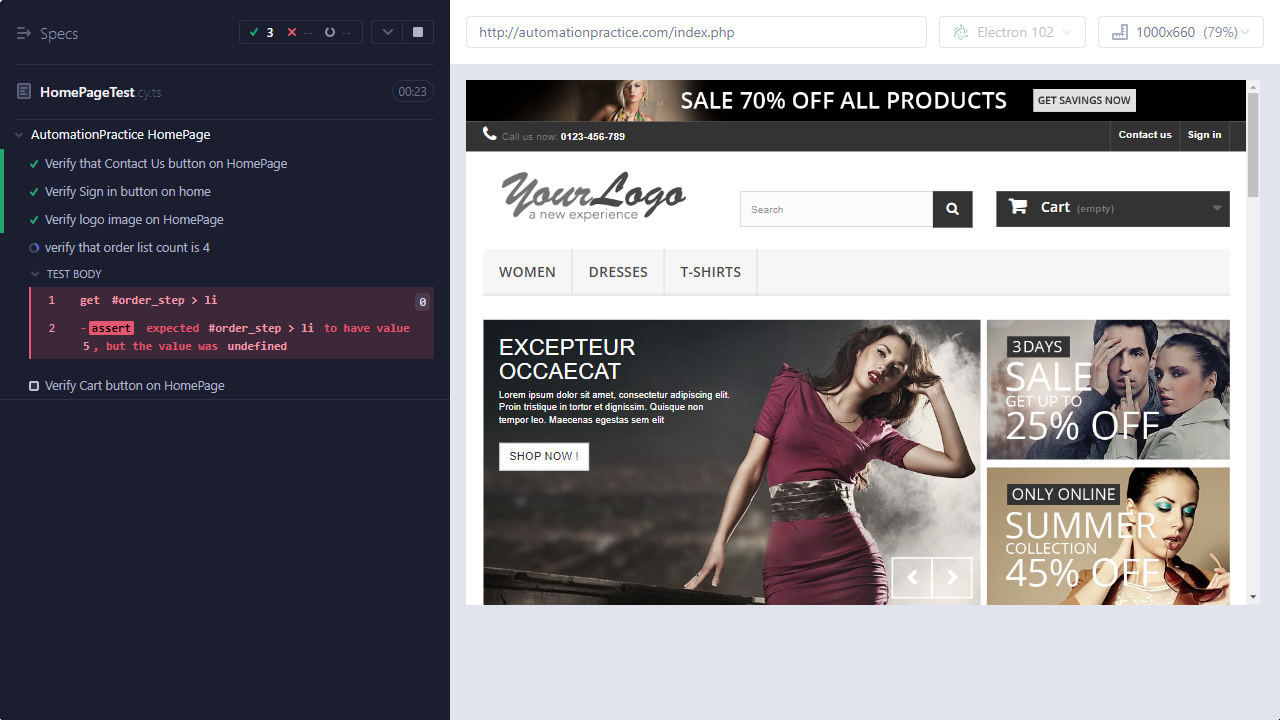 Specs
3
--
--
HomePageTest.cy.ts
00:23
AutomationPractice HomePage
Verify that Contact Us button on HomePage
Verify Sign in button on home
Verify logo image on HomePage
verify that order list count is 4
TEST BODY
1 get #order_step > li 0
2 -assert expected #order_step > li to have value
5, but the value was undefined
Verify Cart button on HomePage
http://automationpractice.com/index.php
Electron 102
1000x660 (79%)
SALE 70% OFF ALL PRODUCTS
GET SAVINGS NOW
Call us now: 0123-456-789
Contact us
Sign in
YourLogo
a new experience
Search
Cart (empty)
WOMEN
DRESSES
T-SHIRTS
EXCEPTEUR
OCCAECAT
Lorem ipsum dolor sit amet, consectetur adipiscing elit.
Proin tristique in tortor et dignissim. Quisque non
tempor leo. Maecenas egestas sem elit
SHOP NOW !
3 DAYS
SALE
GET UP TO
25% OFF
ONLY ONLINE
SUMMER
COLLECTION
45% OFF